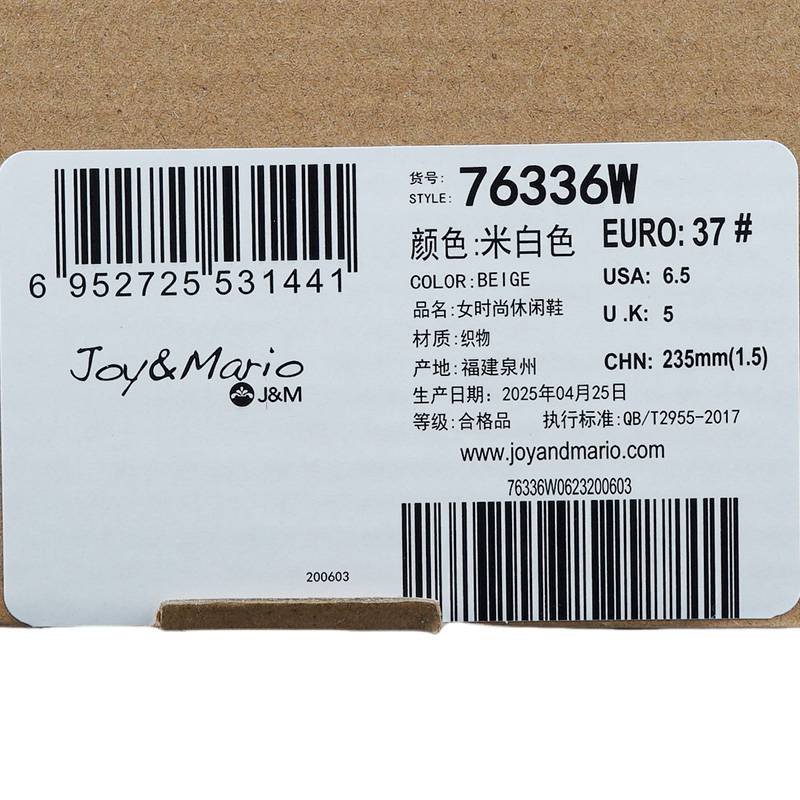 6 952725 531441
Joy&Mario
J&M
200603
货号:
STYLE: 76336W
颜色:米白色
COLOR:BEIGE
品名:女时尚休闲鞋
材质:织物
产地:福建泉州
生产日期:2025年04月25日
等级:合格品 执行标准:QB/T2955-2017
EURO: 37 #
USA: 6.5
U .K: 5
CHN: 235mm(1.5)
www.joyandmario.com
76336W0623200603